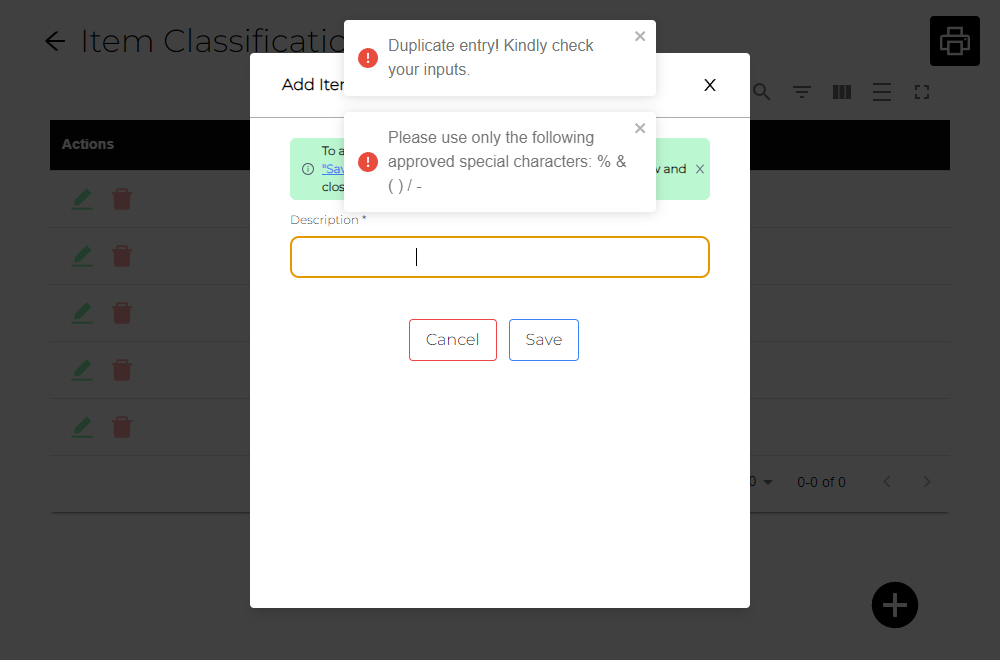 Item Classificatio
Duplicate entry! Kindly check
your inputs.
Add Iter
X
Please use only the following
approved special characters: % &
( ) / -
Actions
To a
"Sav
w and
clos
Description *
Cancel
Save
0-0 of 0